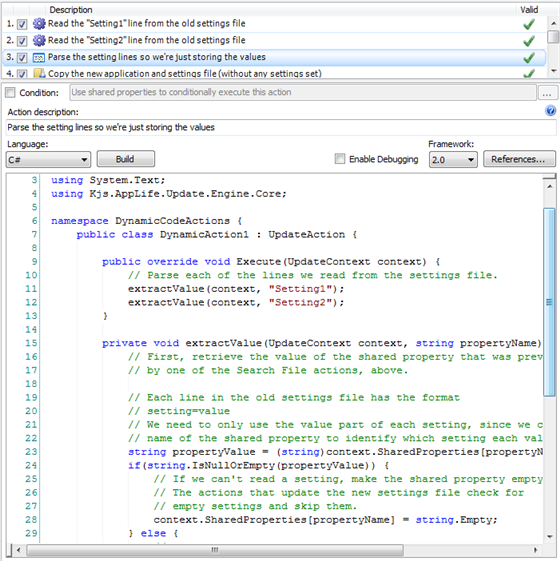 Description Valid
1. Read the "Setting1" line from the old settings file
2. Read the "Setting2" line from the old settings file
3. Parse the setting lines so we're just storing the values
4. Copy the new application and settings file (without any settings set)
Condition: Use shared properties to conditionally execute this action ...
Action description:
Parse the setting lines so we're just storing the values
Language: Framework:
C# Build Enable Debugging 2.0 References...
3 using System.Text;
4 using Kjs.AppLife.Update.Engine.Core;
5
6 namespace DynamicCodeActions {
7 public class DynamicAction1 : UpdateAction {
8
9 public override void Execute(UpdateContext context) {
10 // Parse each of the lines we read from the settings file.
11 extractValue(context, "Setting1");
12 extractValue(context, "Setting2");
13 }
14
15 private void extractValue(UpdateContext context, string propertyName)
16 // First, retrieve the value of the shared property that was prev
17 // by one of the Search File actions, above.
18
19 // Each line in the old settings file has the format
20 // setting=value
21 // We need to only use the value part of each setting, since we c
22 // name of the shared property to identify which setting each val
23 string propertyValue = (string)context.SharedProperties[propertyN
24 if(string.IsNullOrEmpty(propertyValue)) {
25 // If we can't read a setting, make the shared property empty
26 // The actions that update the new settings file check for
27 // empty settings and skip them.
28 context.SharedProperties[propertyName] = string.Empty;
29 } else {